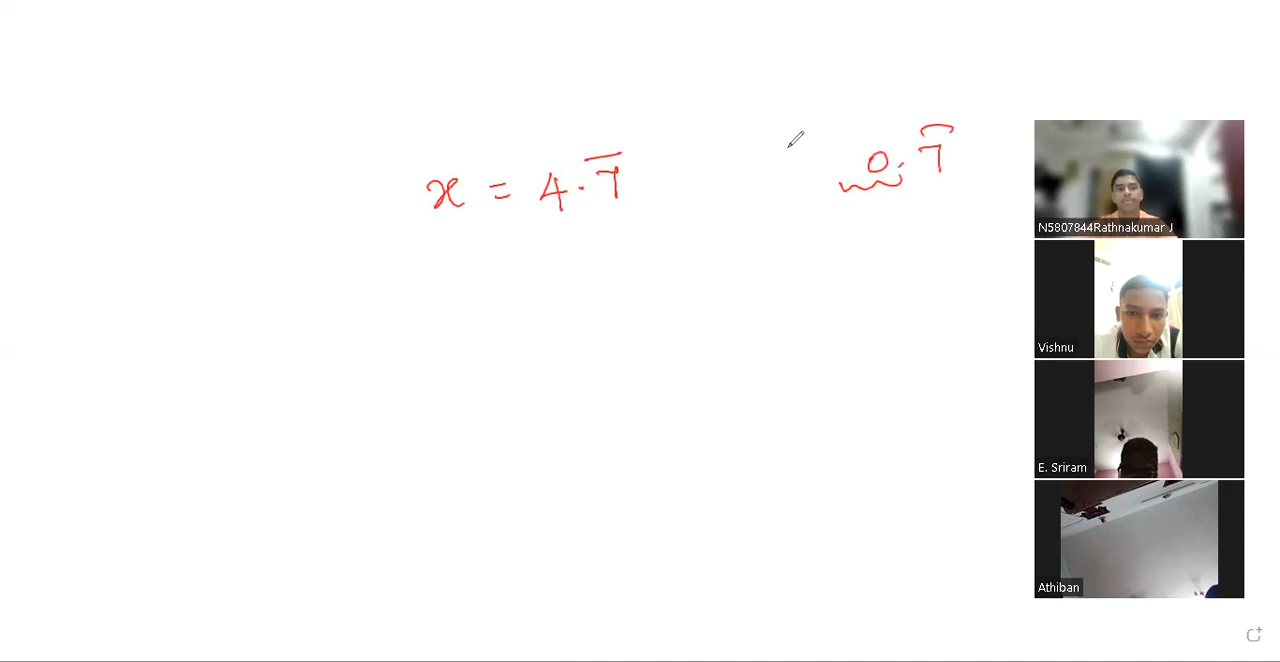 x = 4.7̅
0.7̅
N5807844Rathnakumar J
Vishnu
E. Sriram
Athiban